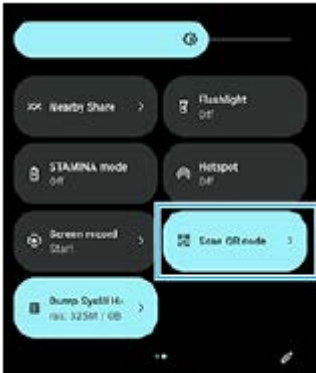 Nearby Share
Flashlight
Off
STAMINA mode
Off
Hotspot
Off
Screen record
Start
Scan QR code